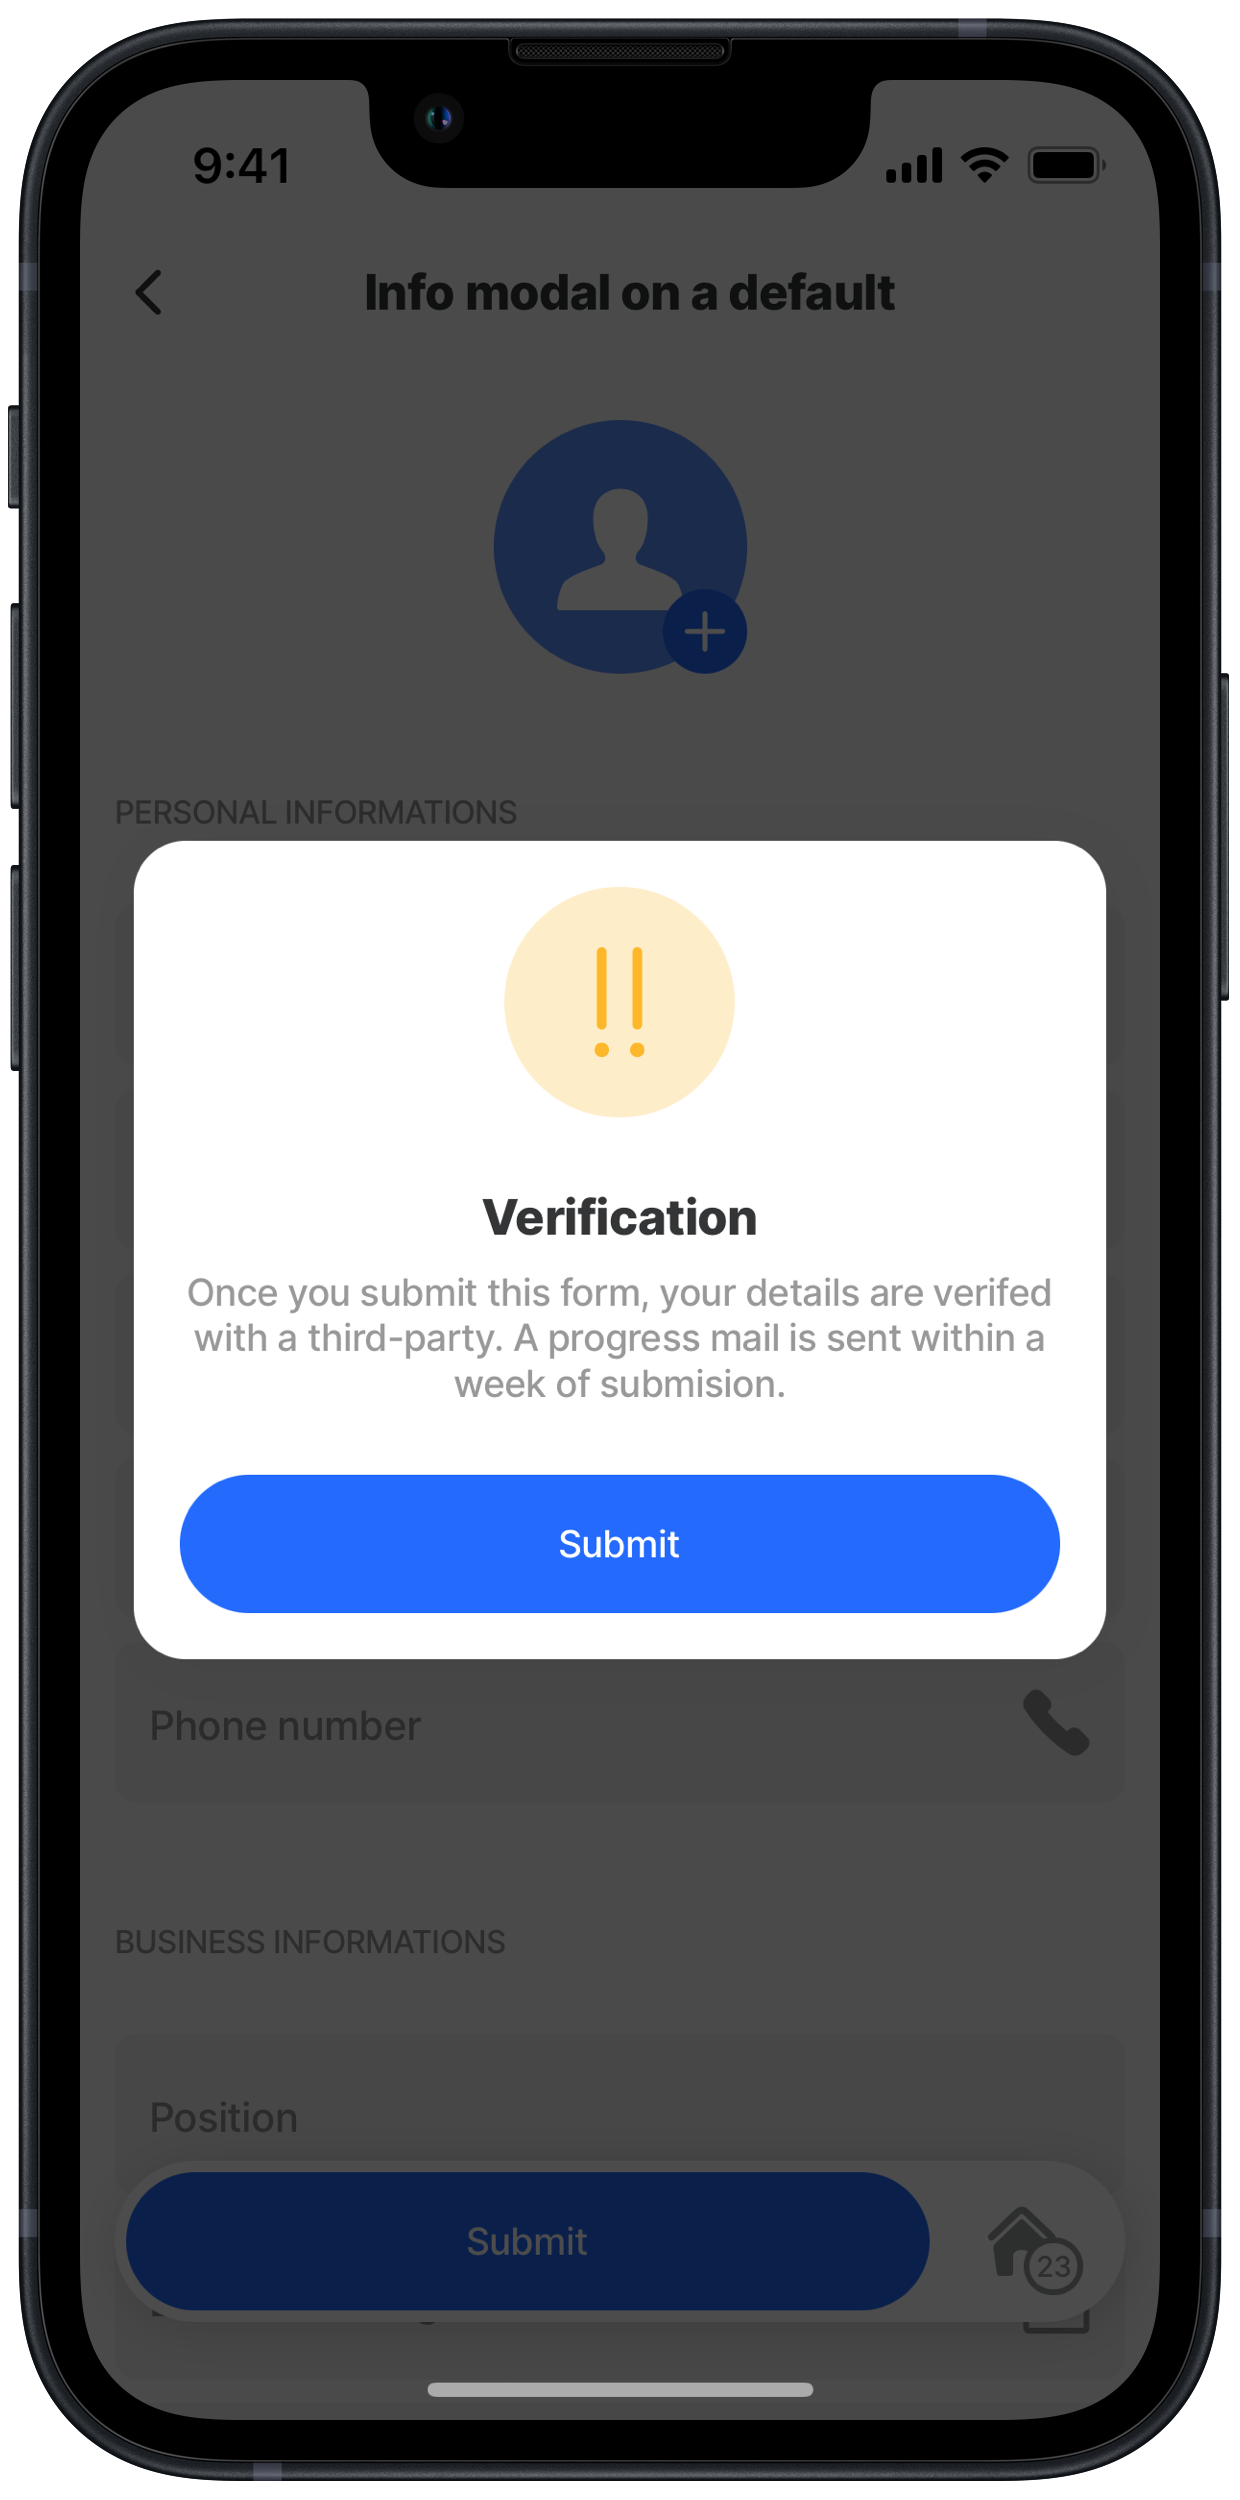 9:41
Info modal on a default
PERSONAL INFORMATIONS
Verification
Once you submit this form, your details are verifed
with a third-party. A progress mail is sent within a
week of submision.
Submit
Phone number
BUSINESS INFORMATIONS
Position
Submit
23